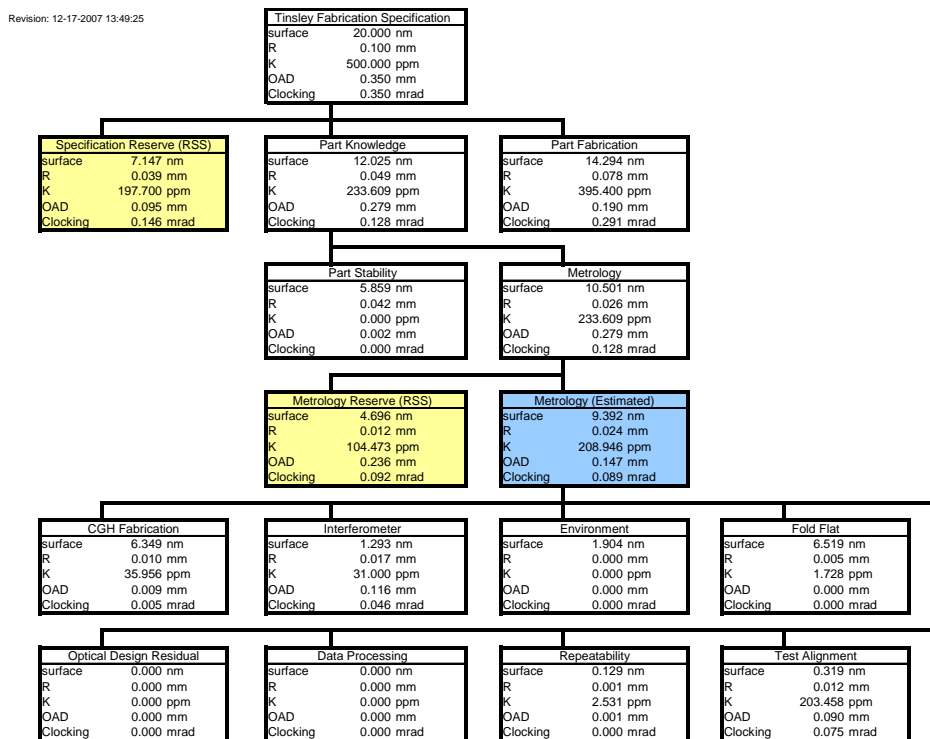 Revision: 12-17-2007 13:49:25
Tinsley Fabrication Specification
surface 20.000 nm
R 0.100 mm
K 500.000 ppm
OAD 0.350 mm
Clocking 0.350 mrad
Specification Reserve (RSS)
surface 7.147 nm
R 0.039 mm
K 197.700 ppm
OAD 0.095 mm
Clocking 0.146 mrad
Part Knowledge
surface 12.025 nm
R 0.049 mm
K 233.609 ppm
OAD 0.279 mm
Clocking 0.128 mrad
Part Fabrication
surface 14.294 nm
R 0.078 mm
K 395.400 ppm
OAD 0.190 mm
Clocking 0.291 mrad
Part Stability
surface 5.859 nm
R 0.042 mm
K 0.000 ppm
OAD 0.002 mm
Clocking 0.000 mrad
Metrology
surface 10.501 nm
R 0.026 mm
K 233.609 ppm
OAD 0.279 mm
Clocking 0.128 mrad
Metrology Reserve (RSS)
surface 4.696 nm
R 0.012 mm
K 104.473 ppm
OAD 0.236 mm
Clocking 0.092 mrad
Metrology (Estimated)
surface 9.392 nm
R 0.024 mm
K 208.946 ppm
OAD 0.147 mm
Clocking 0.089 mrad
CGH Fabrication
surface 6.349 nm
R 0.010 mm
K 35.956 ppm
OAD 0.009 mm
Clocking 0.005 mrad
Interferometer
surface 1.293 nm
R 0.017 mm
K 31.000 ppm
OAD 0.116 mm
Clocking 0.046 mrad
Environment
surface 1.904 nm
R 0.000 mm
K 0.000 ppm
OAD 0.000 mm
Clocking 0.000 mrad
Fold Flat
surface 6.519 nm
R 0.005 mm
K 1.728 ppm
OAD 0.000 mm
Clocking 0.000 mrad
Optical Design Residual
surface 0.000 nm
R 0.000 mm
K 0.000 ppm
OAD 0.000 mm
Clocking 0.000 mrad
Data Processing
surface 0.000 nm
R 0.000 mm
K 0.000 ppm
OAD 0.000 mm
Clocking 0.000 mrad
Repeatability
surface 0.129 nm
R 0.001 mm
K 2.531 ppm
OAD 0.001 mm
Clocking 0.000 mrad
Test Alignment
surface 0.319 nm
R 0.012 mm
K 203.458 ppm
OAD 0.090 mm
Clocking 0.075 mrad